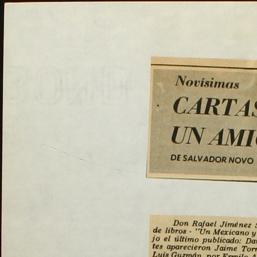 Novísimas
CARTAS
UN AMI
DE SALVADOR NOVO
Don Rafael Jiménez
de libros - "Un Mexicano y
jo el último publicado: Da
tes aparecieron Jaime Torr
Luis Guzmán, por Ermilo A